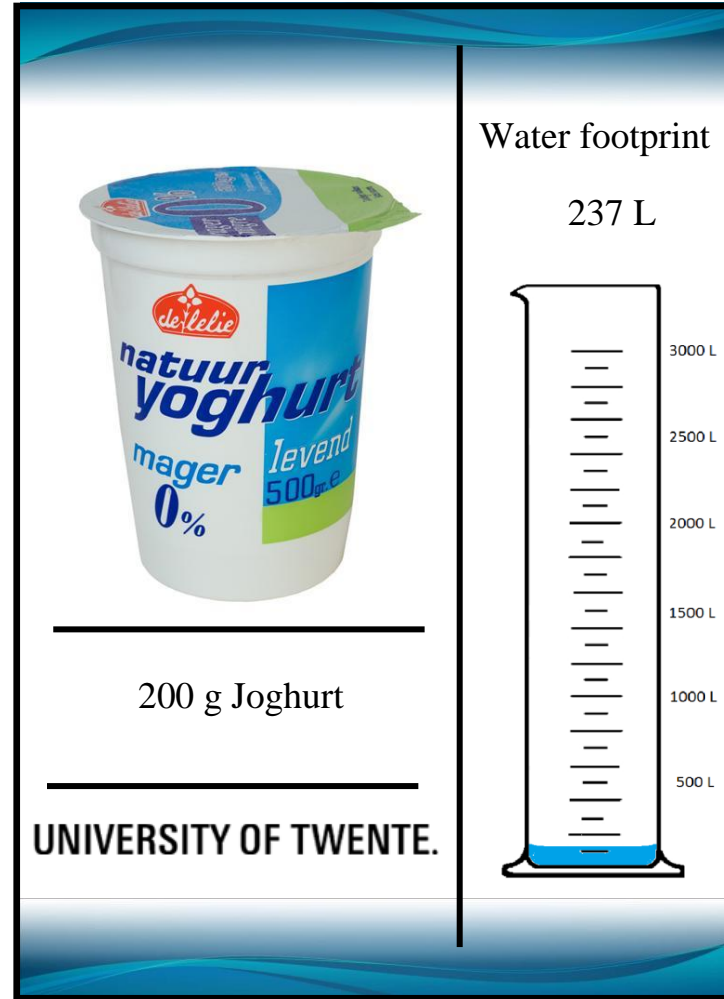 Water footprint
237 L
0%
de lelie
natuur
yoghurt
levend
mager
500gr.e
0%
3000 L
2500 L
2000 L
1500 L
1000 L
500 L
200 g Joghurt
UNIVERSITY OF TWENTE.